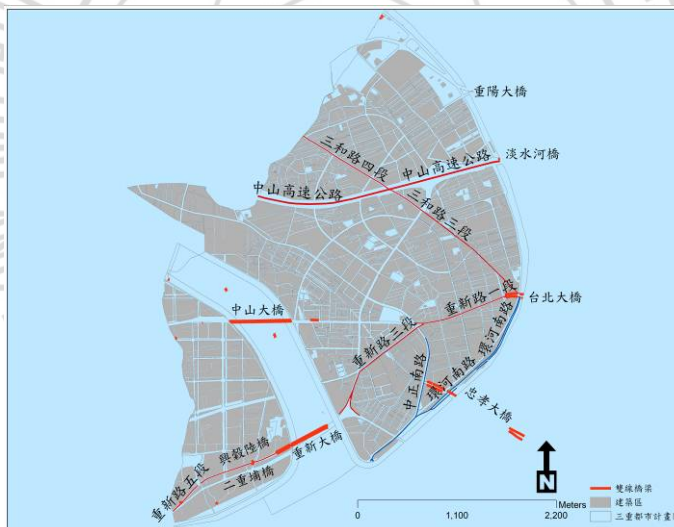 重陽大橋
淡水河橋
三和路四段
中山高速公路
中山高速公路
三和路三段
重新路一段
台北大橋
中山大橋
重新路三段
環河南路
環河南路
中正南路
忠孝大橋
重新大橋
興穀陸橋
二重埔橋
重新路五段
N
Meters
0 1,100 2,200
雙線橋梁
建築區
三重都市計畫